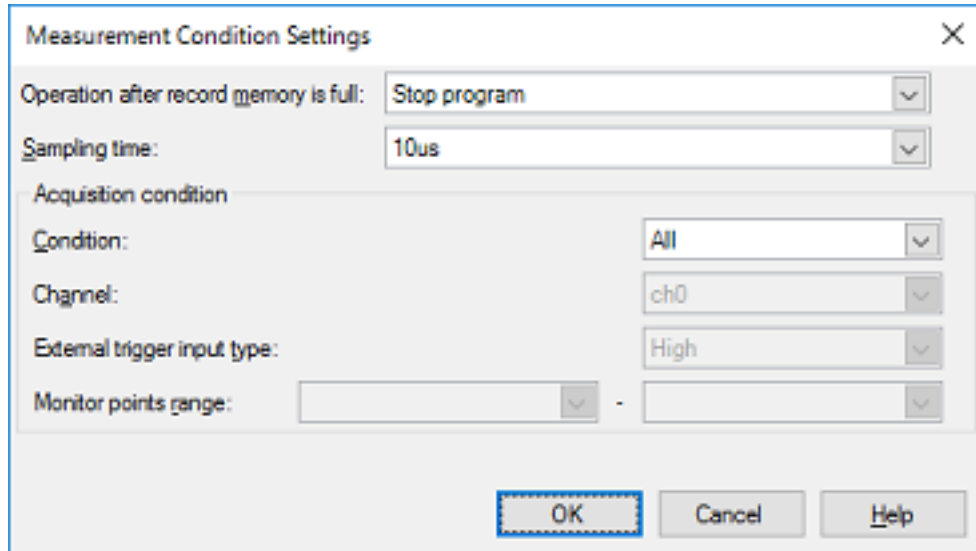 Measurement Condition Settings
Operation after record memory is full: Stop program
Sampling time: 10us
Acquisition condition
Condition: All
Channel: ch0
External trigger input type: High
Monitor points range: -
OK Cancel Help